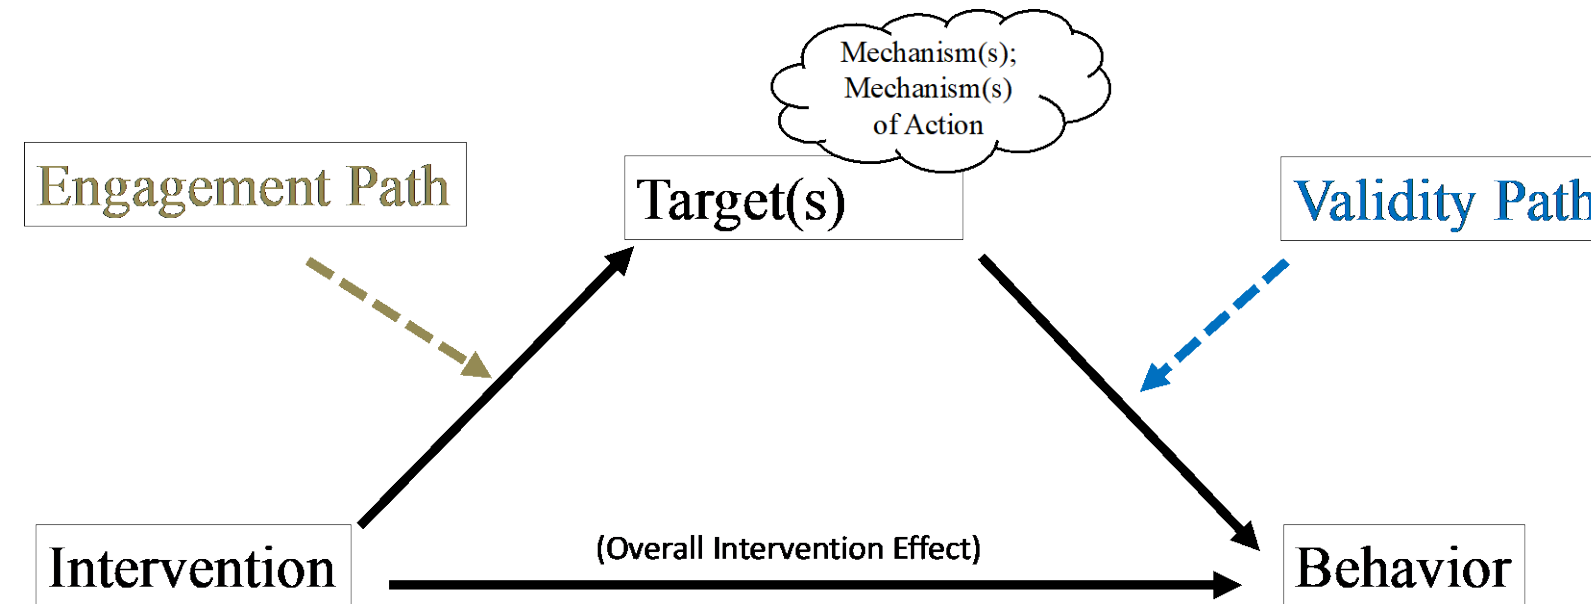 Mechanism(s);
Mechanism(s)
of Action
Engagement Path
Target(s)
Validity Path
(Overall Intervention Effect)
Intervention
Behavior